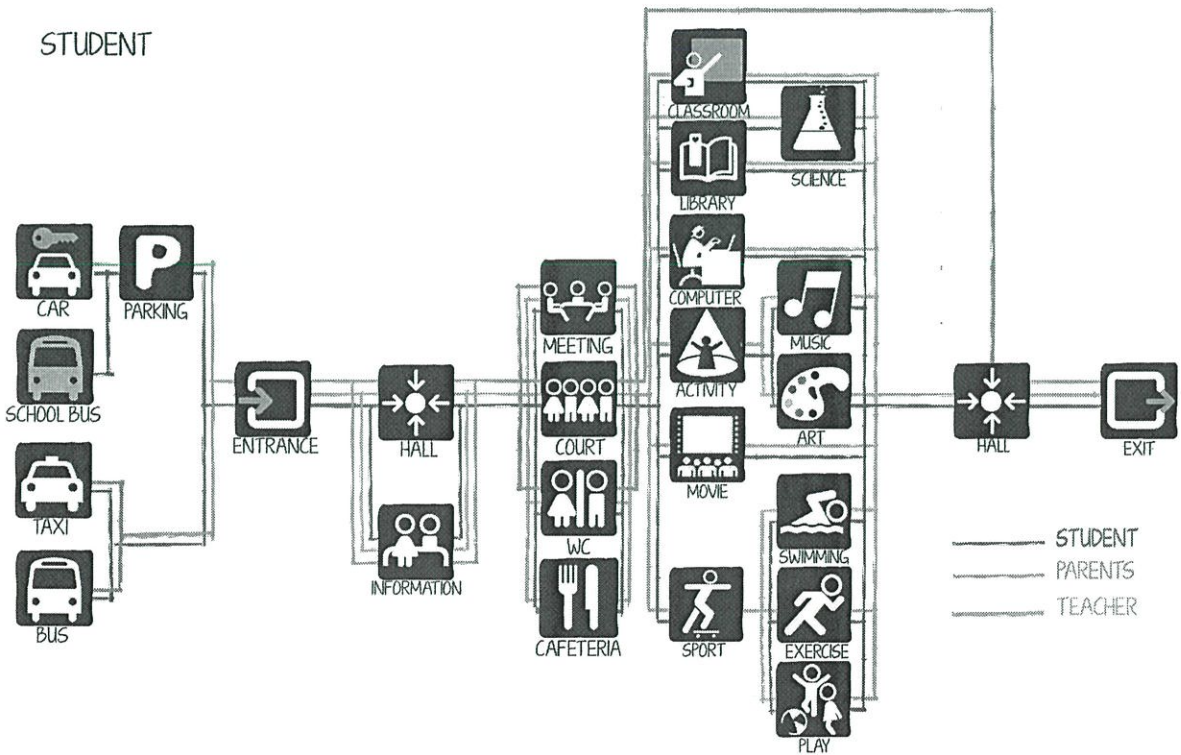 STUDENT
CLASSROOM
SCIENCE
LIBRARY
CAR
P
PARKING
COMPUTER
MEETING
MUSIC
SCHOOL BUS
ACTIVITY
ENTRANCE
HALL
COURT
ART
HALL
EXIT
MOVIE
TAXI
WC
SWIMMING
INFORMATION
BUS
CAFETERIA
SPORT
EXERCISE
PLAY
STUDENT
PARENTS
TEACHER